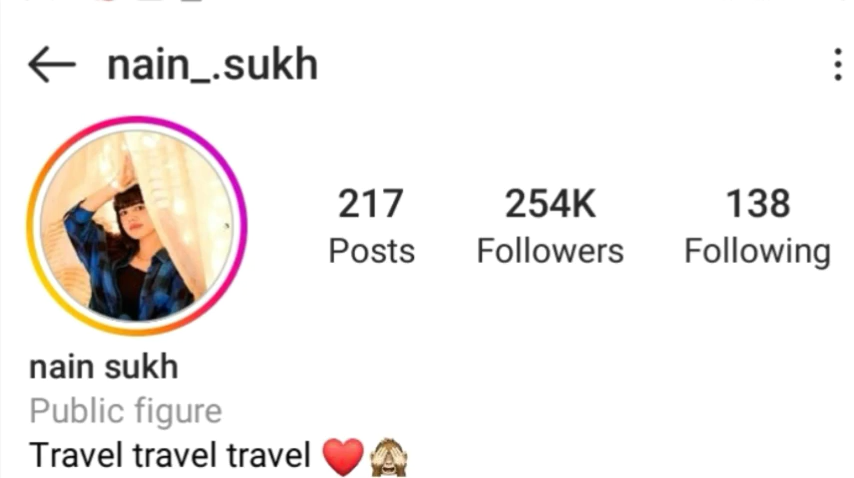 nain_.sukh
217 254K 138
Posts Followers Following
nain sukh
Public figure
Travel travel travel ❤️🙈